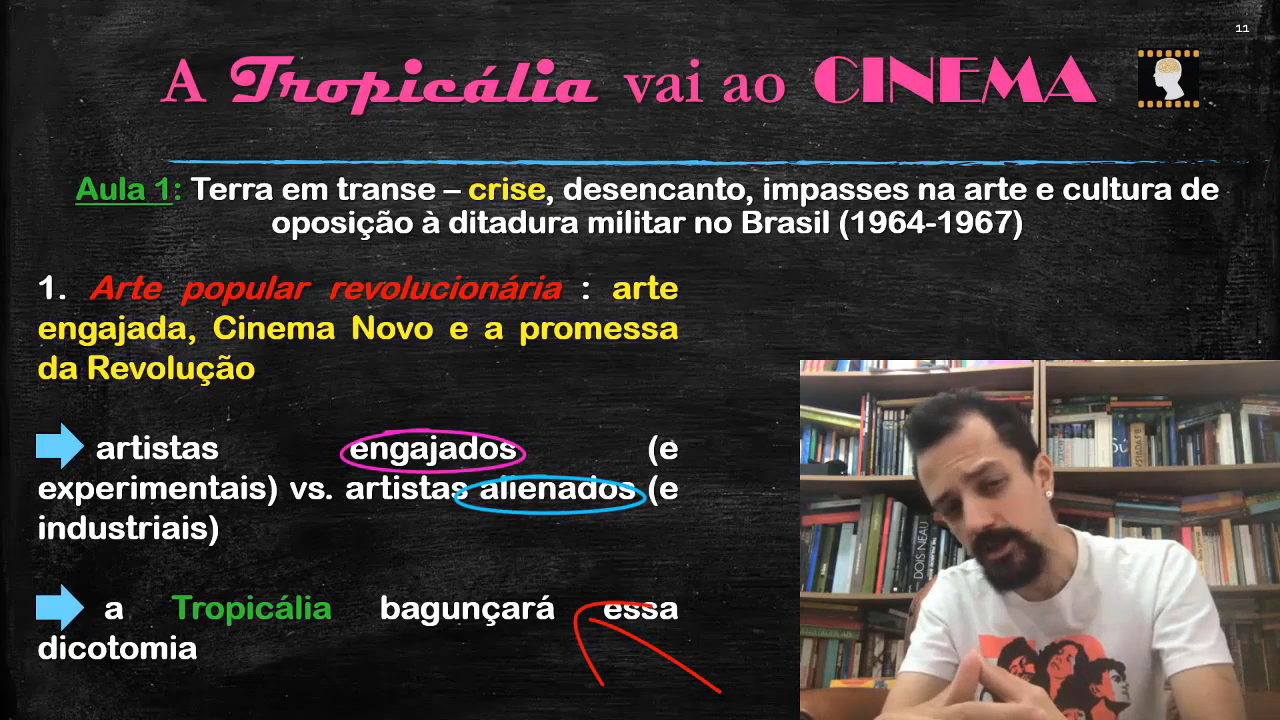 11
A Tropicália vai ao CINEMA
Aula 1: Terra em transe – crise, desencanto, impasses na arte e cultura de
oposição à ditadura militar no Brasil (1964-1967)
1. Arte popular revolucionária : arte
engajada, Cinema Novo e a promessa
da Revolução
artistas engajados (e
experimentais) vs. artistas alienados (e
industriais)
a Tropicália bagunçará essa
dicotomia
DOIS NEAU